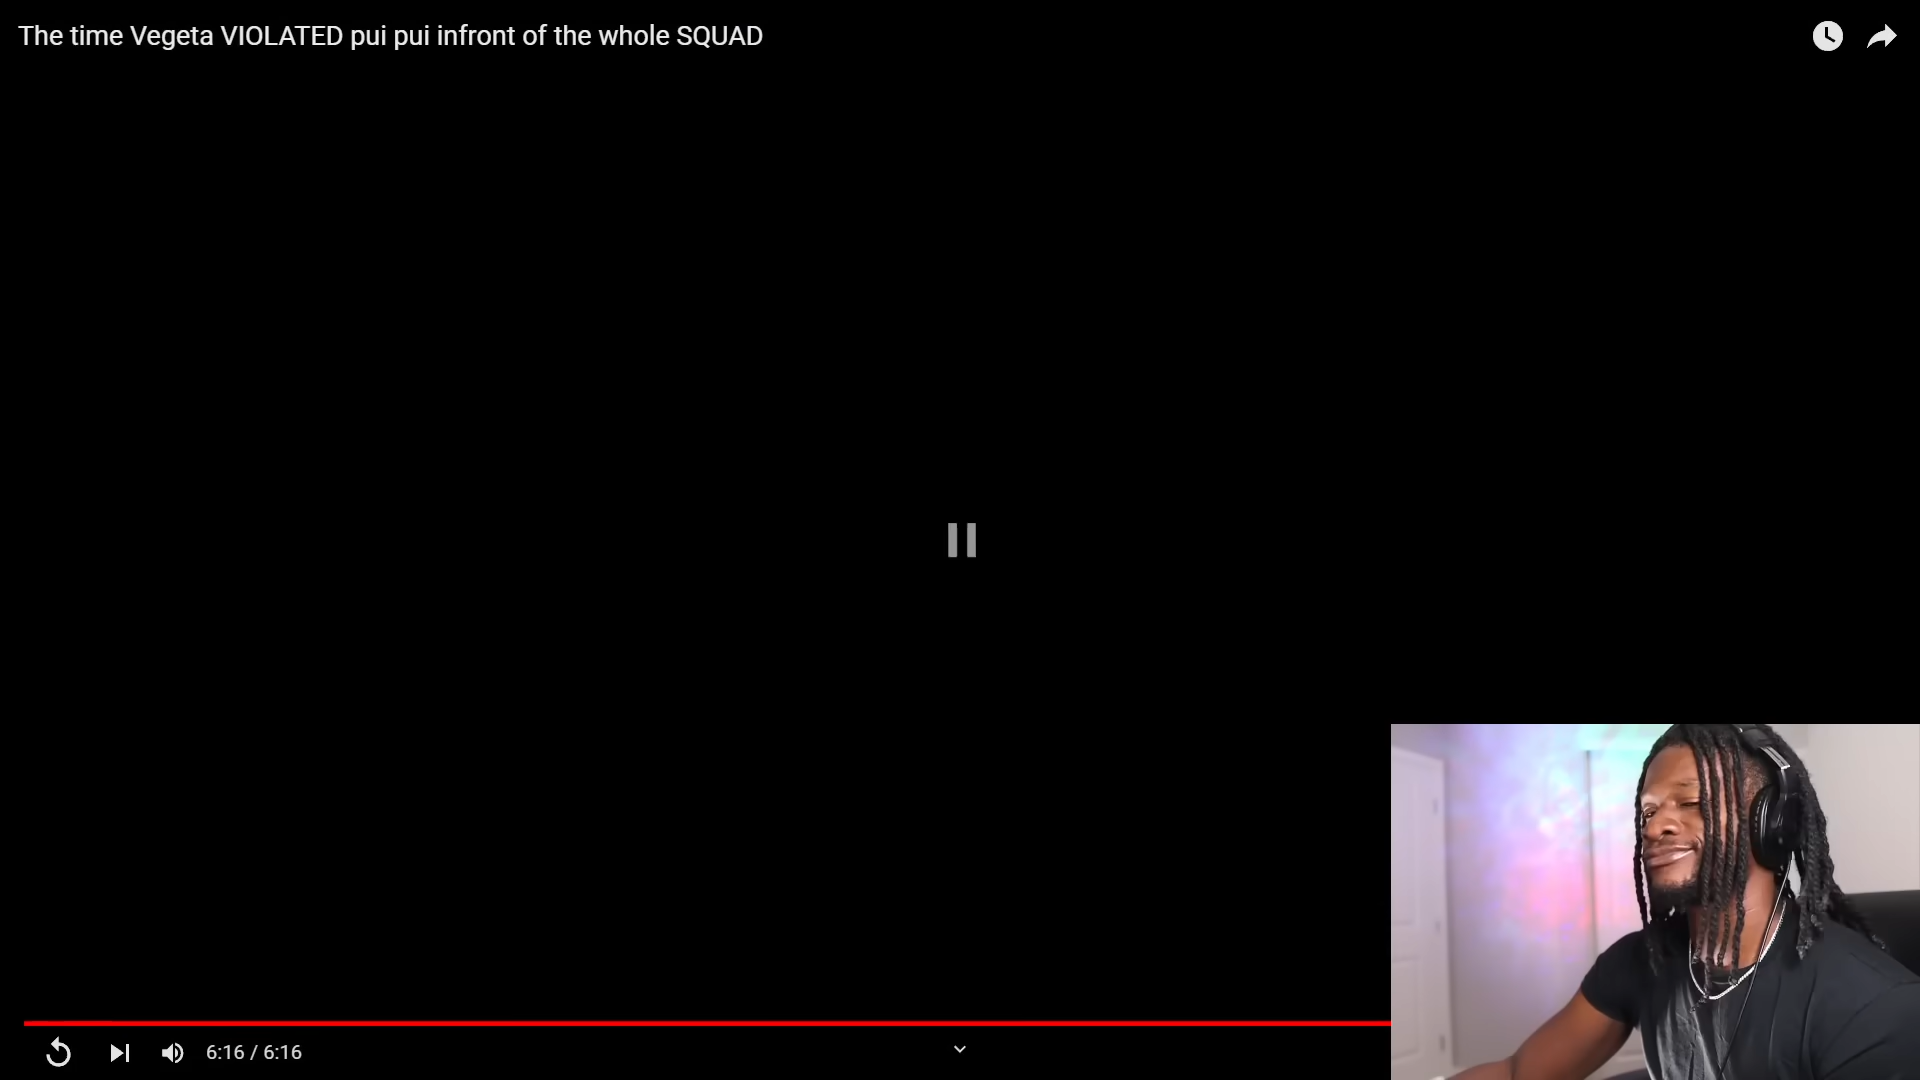 The time Vegeta VIOLATED pui pui infront of the whole SQUAD
6:16 / 6:16